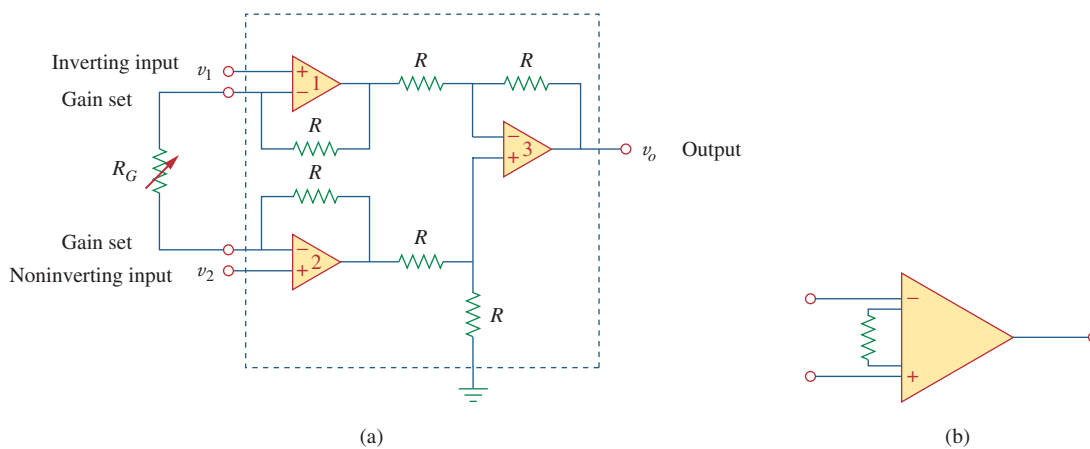 R R
Inverting input v1 + 1
Gain set −
R
− 3 vo Output
+
RG
R
Gain set − R
2
Noninverting input v2 +
R
−
+
(a) (b)